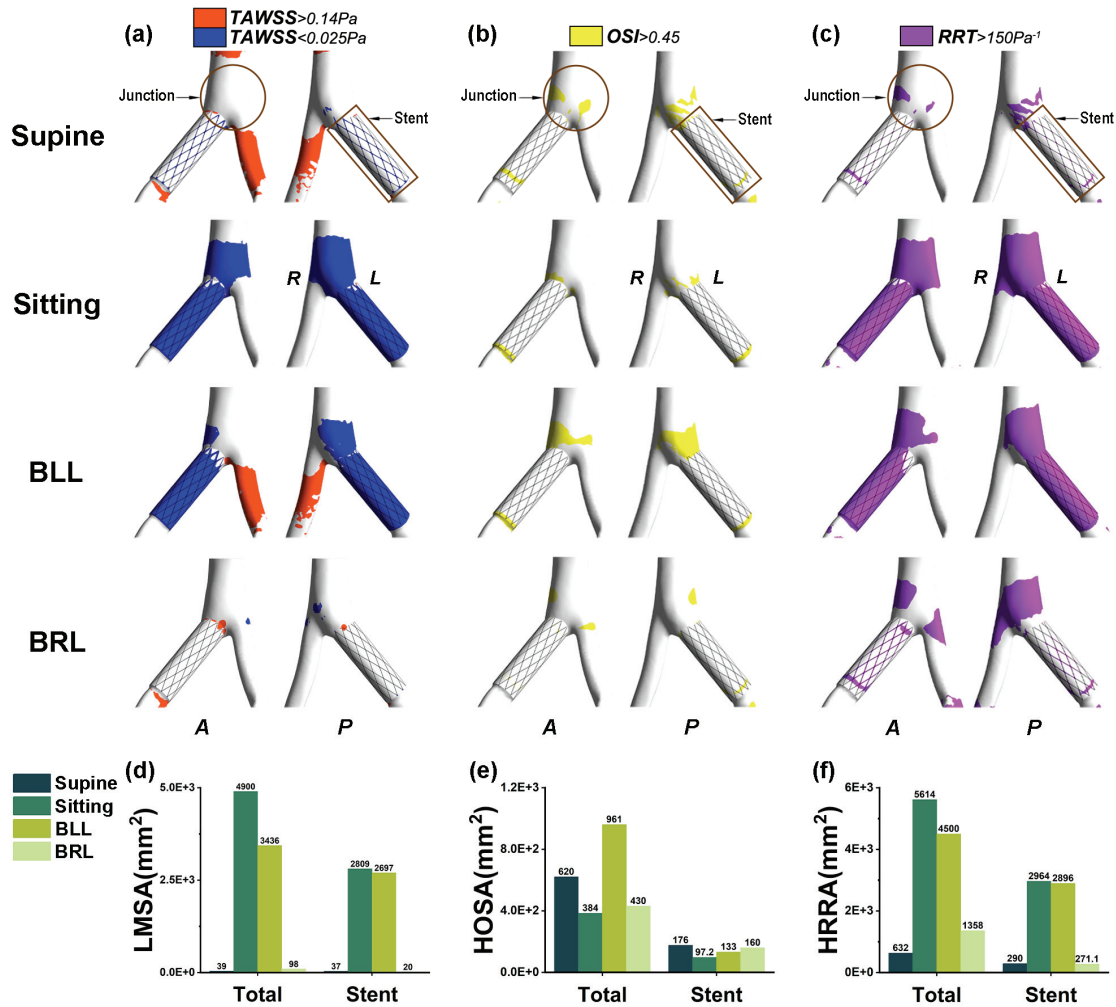 (a)
TAWSS>0.14Pa
TAWSS<0.025Pa
(b)
OSI>0.45
(c)
RRT>150Pa⁻¹
Supine
Junction
Stent
Junction
Stent
Junction
Stent
Sitting
R L
R L
R L
BLL
BRL
A P
A P
A P
Supine
Sitting
BLL
BRL
(d)
LMSA(mm²)
5.0E+3
2.5E+3
0.0E+0
39 4900 3436 98
37 2809 2697 20
Total Stent
(e)
HOSA(mm²)
1.2E+3
8.0E+2
4.0E+2
0.0E+0
620 384 961 430
176 97.2 133 160
Total Stent
(f)
HRRA(mm²)
6E+3
4E+3
2E+3
0E+0
632 5614 4500 1358
290 2964 2896 271.1
Total Stent